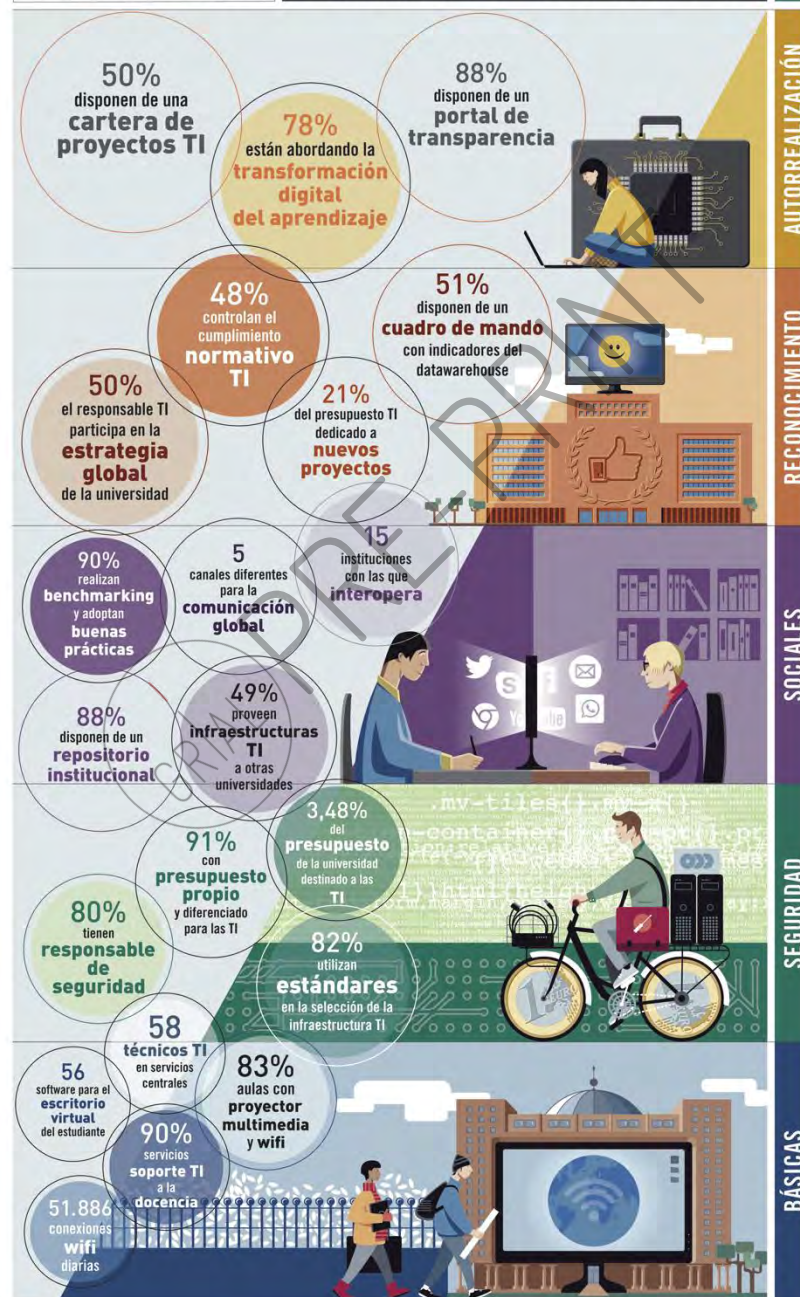 50%
disponen de una
cartera de
proyectos TI
78%
están abordando la
transformación
digital
del aprendizaje
88%
disponen de un
portal de
transparencia
AUTORREALIZACIÓN
48%
controlan el
cumplimiento
normativo
TI
51%
disponen de un
cuadro de mando
con indicadores del
datawarehouse
50%
el responsable TI
participa en la
estrategia
global
de la universidad
21%
del presupuesto TI
dedicado a
nuevos
proyectos
RECONOCIMIENTO
90%
realizan
benchmarking
y adoptan
buenas
prácticas
5
canales diferentes
para la
comunicación
global
15
instituciones
con las que
interopera
88%
disponen de un
repositorio
institucional
49%
proveen
infraestructuras
TI
a otras
universidades
SOCIALES
3,48%
del
presupuesto
de la universidad
destinado a las
TI
91%
con
presupuesto
propio
y diferenciado
para las TI
80%
tienen
responsable
de
seguridad
82%
utilizan
estándares
en la selección de la
infraestructura TI
.mv-tiles{}.mv-x{}
SEGURIDAD
58
técnicos TI
en servicios
centrales
56
software para el
escritorio
virtual
del estudiante
83%
aulas con
proyector
multimedia
y wifi
90%
servicios
soporte TI
a la
docencia
51.886
conexiones
wifi
diarias
BÁSICAS
CRIAI PRE-PRINT